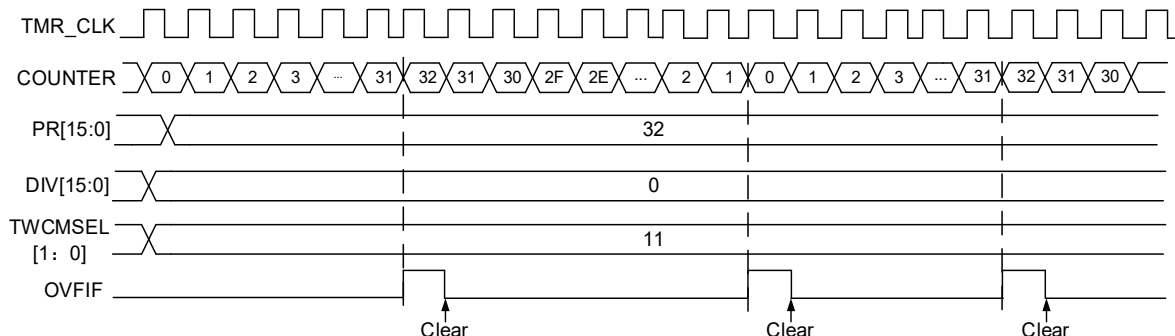 TMR_CLK
COUNTER 0 1 2 3 ... 31 32 31 30 2F 2E ... 2 1 0 1 2 3 ... 31 32 31 30
PR[15:0] 32
DIV[15:0] 0
TWCMSEL
[1：0] 11
OVFIF
Clear Clear Clear